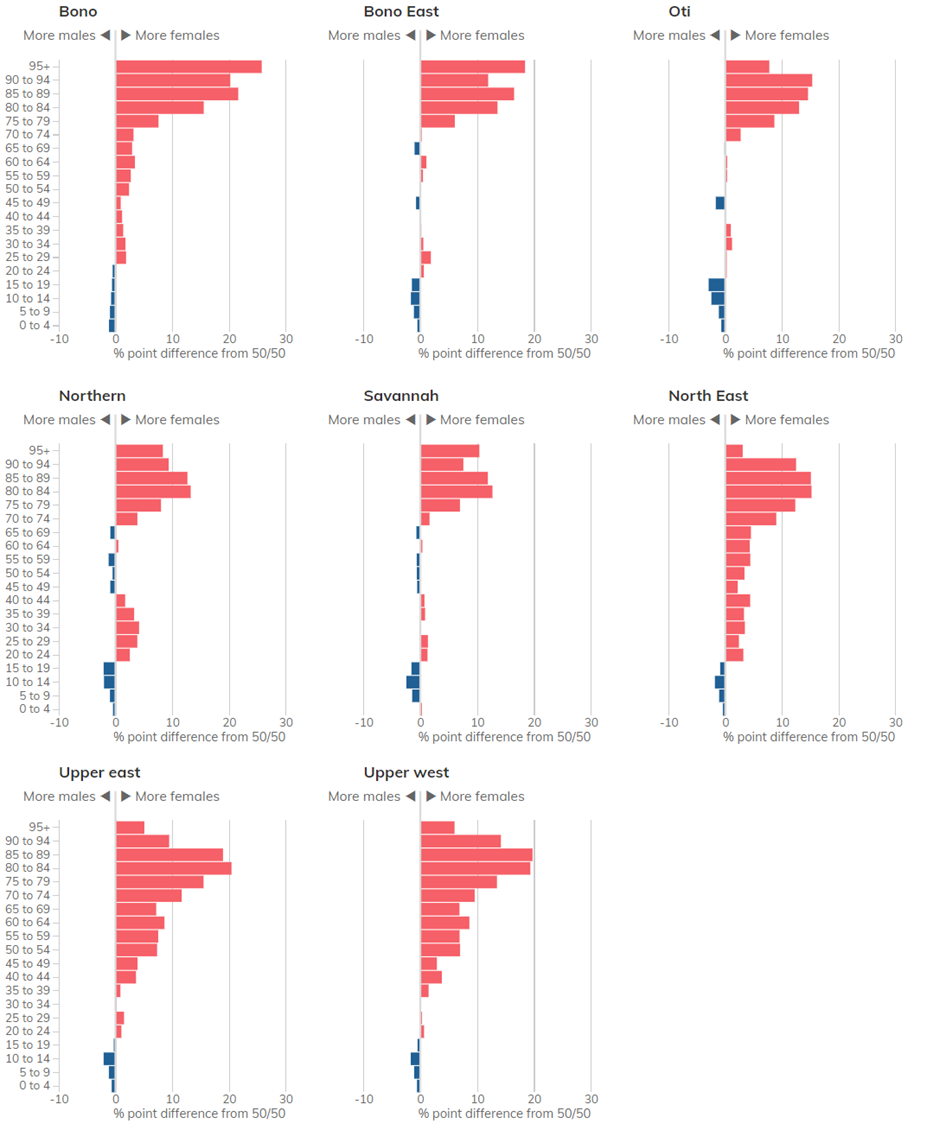 Bono Bono East Oti
More males ◀ ▶ More females More males ◀ ▶ More females More males ◀ ▶ More females
95+
90 to 94
85 to 89
80 to 84
75 to 79
70 to 74
65 to 69
60 to 64
55 to 59
50 to 54
45 to 49
40 to 44
35 to 39
30 to 34
25 to 29
20 to 24
15 to 19
10 to 14
5 to 9
0 to 4
-10 0 10 20 30 -10 0 10 20 30 -10 0 10 20 30
% point difference from 50/50 % point difference from 50/50 % point difference from 50/50
Northern Savannah North East
More males ◀ ▶ More females More males ◀ ▶ More females More males ◀ ▶ More females
95+
90 to 94
85 to 89
80 to 84
75 to 79
70 to 74
65 to 69
60 to 64
55 to 59
50 to 54
45 to 49
40 to 44
35 to 39
30 to 34
25 to 29
20 to 24
15 to 19
10 to 14
5 to 9
0 to 4
-10 0 10 20 30 -10 0 10 20 30 -10 0 10 20 30
% point difference from 50/50 % point difference from 50/50 % point difference from 50/50
Upper east Upper west
More males ◀ ▶ More females More males ◀ ▶ More females
95+
90 to 94
85 to 89
80 to 84
75 to 79
70 to 74
65 to 69
60 to 64
55 to 59
50 to 54
45 to 49
40 to 44
35 to 39
30 to 34
25 to 29
20 to 24
15 to 19
10 to 14
5 to 9
0 to 4
-10 0 10 20 30 -10 0 10 20 30
% point difference from 50/50 % point difference from 50/50